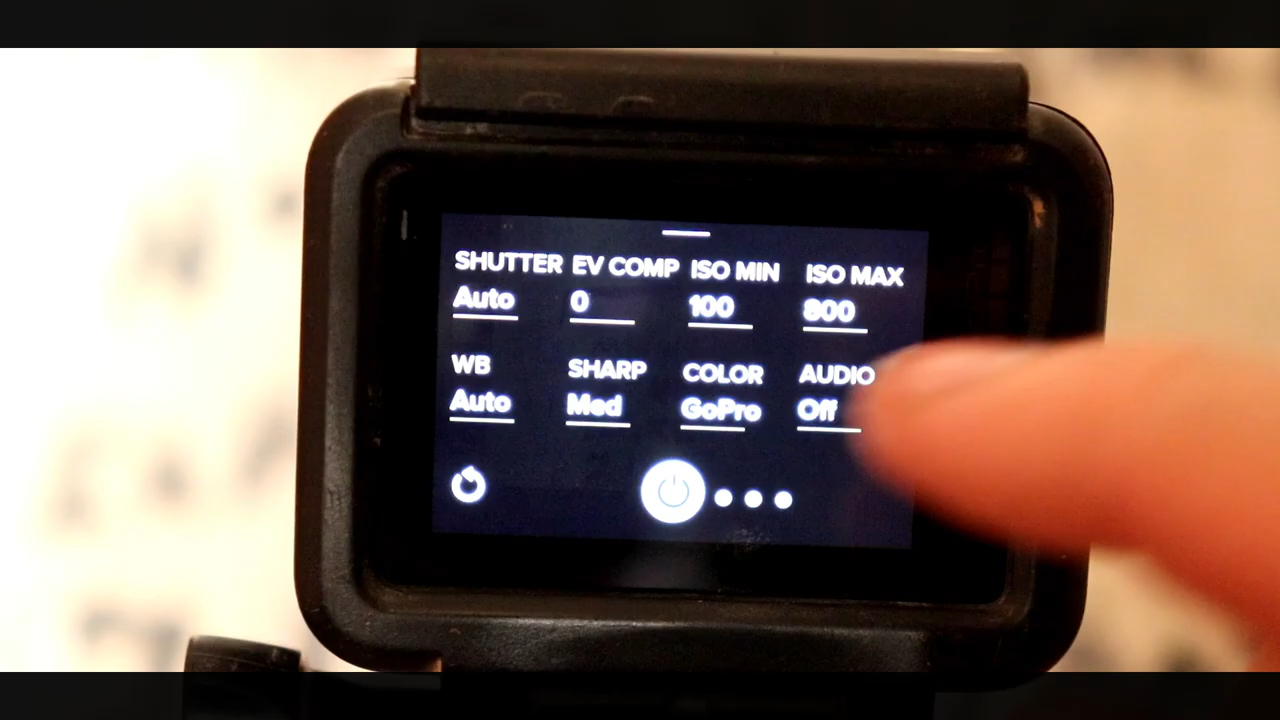 SHUTTER EV COMP ISO MIN ISO MAX
Auto 0 100 800
WB SHARP COLOR AUDIO
Auto Med GoPro Off